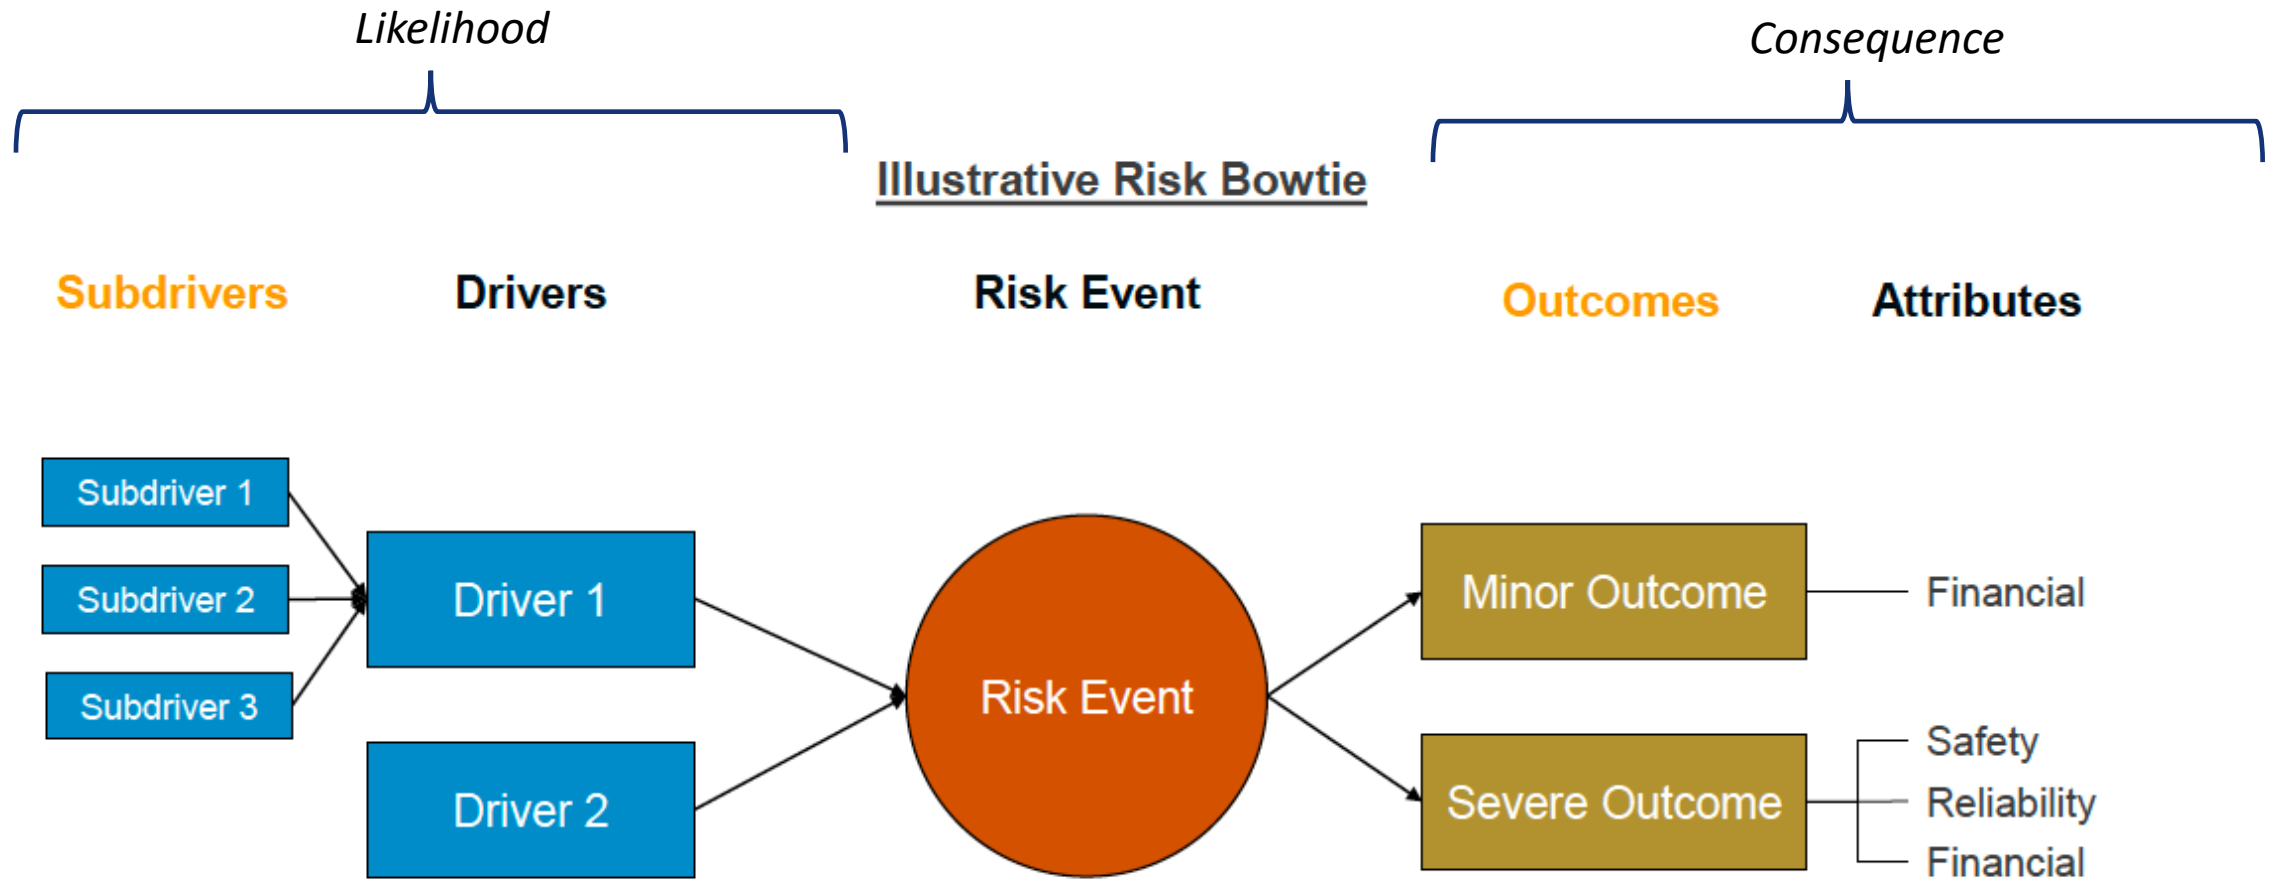 Likelihood
Consequence
Illustrative Risk Bowtie
Subdrivers
Drivers
Risk Event
Outcomes
Attributes
Subdriver 1
Subdriver 2
Subdriver 3
Driver 1
Driver 2
Risk Event
Minor Outcome
Financial
Severe Outcome
Safety
Reliability
Financial